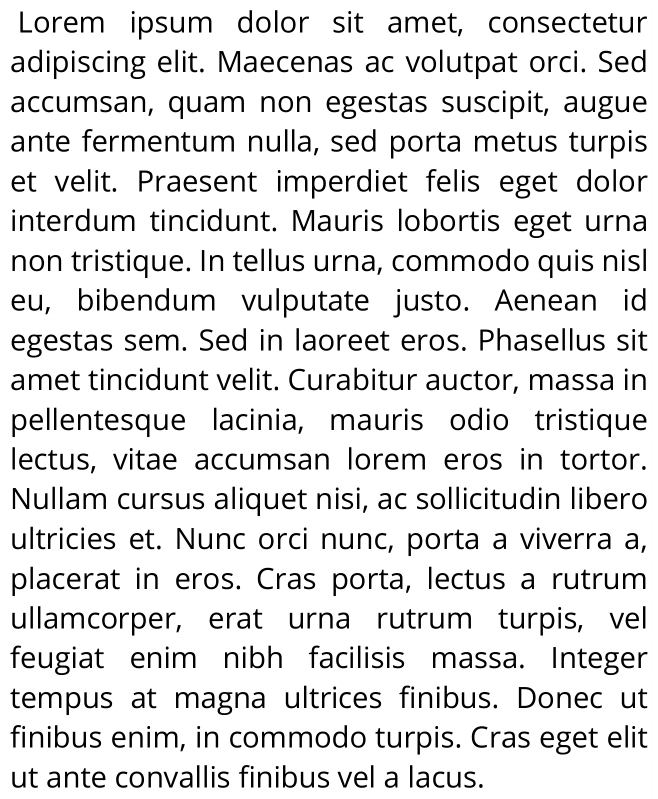 Lorem ipsum dolor sit amet, consectetur
adipiscing elit. Maecenas ac volutpat orci. Sed
accumsan, quam non egestas suscipit, augue
ante fermentum nulla, sed porta metus turpis
et velit. Praesent imperdiet felis eget dolor
interdum tincidunt. Mauris lobortis eget urna
non tristique. In tellus urna, commodo quis nisl
eu, bibendum vulputate justo. Aenean id
egestas sem. Sed in laoreet eros. Phasellus sit
amet tincidunt velit. Curabitur auctor, massa in
pellentesque lacinia, mauris odio tristique
lectus, vitae accumsan lorem eros in tortor.
Nullam cursus aliquet nisi, ac sollicitudin libero
ultricies et. Nunc orci nunc, porta a viverra a,
placerat in eros. Cras porta, lectus a rutrum
ullamcorper, erat urna rutrum turpis, vel
feugiat enim nibh facilisis massa. Integer
tempus at magna ultrices finibus. Donec ut
finibus enim, in commodo turpis. Cras eget elit
ut ante convallis finibus vel a lacus.